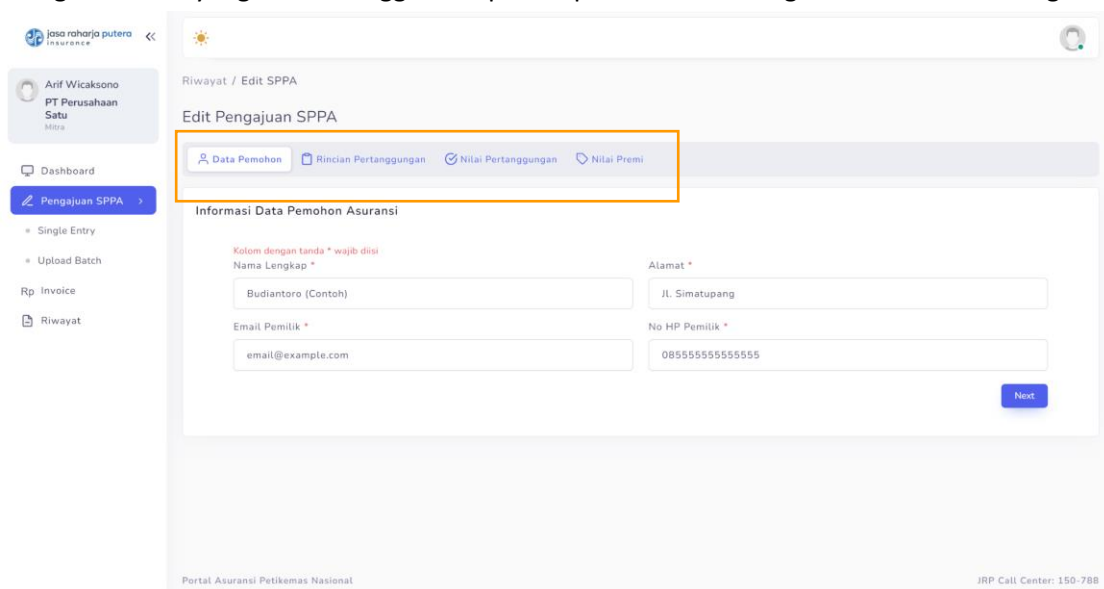 jasa raharja putera
insurance
Arif Wicaksono
PT Perusahaan
Satu
Mitra
Dashboard
Pengajuan SPPA
Single Entry
Upload Batch
Rp Invoice
Riwayat
Riwayat / Edit SPPA
Edit Pengajuan SPPA
Data Pemohon Rincian Pertanggungan Nilai Pertanggungan Nilai Premi
Informasi Data Pemohon Asuransi
Kolom dengan tanda * wajib diisi
Nama Lengkap * Alamat *
Budiantoro (Contoh) Jl. Simatupang
Email Pemilik * No HP Pemilik *
email@example.com 085555555555555
Next
Portal Asuransi Petikemas Nasional JRP Call Center: 150-788